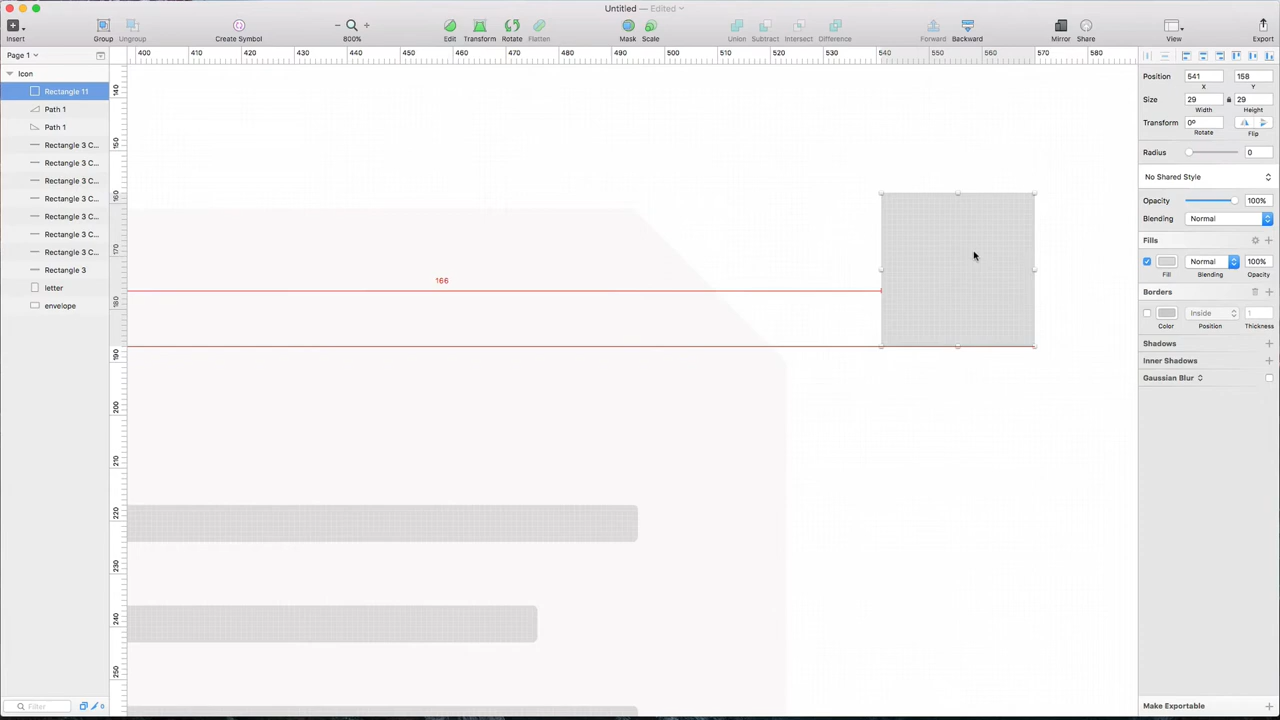 Untitled — Edited
Insert Group Ungroup Create Symbol 800% Edit Transform Rotate Flatten Mask Scale Union Subtract Intersect Difference Forward Backward Mirror Share View Export
Page 1
400 410 420 430 440 450 460 470 480 490 500 510 520 530 540 550 560 570 580
Icon
Rectangle 11
Path 1
Path 1
Rectangle 3 C...
Rectangle 3 C...
Rectangle 3 C...
Rectangle 3 C...
Rectangle 3 C...
Rectangle 3 C...
Rectangle 3 C...
Rectangle 3
letter
envelope
Filter
0
140
150
160
170
180
190
200
210
220
230
240
250
166
Position 541 158
X Y
Size 29 29
Width Height
Transform 0º
Rotate Flip
Radius 0
No Shared Style
Opacity 100%
Blending Normal
Fills
Normal 100%
Fill Blending Opacity
Borders
Inside 1
Color Position Thickness
Shadows
Inner Shadows
Gaussian Blur
Make Exportable